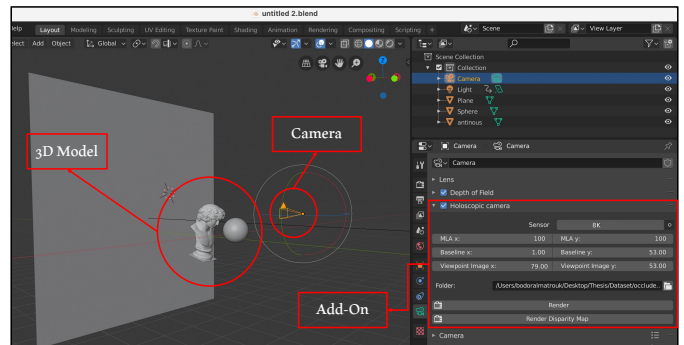 untitled 2.blend
Help Layout Modeling Sculpting UV Editing Texture Paint Shading Animation Rendering Compositing Scripting + Scene View Layer
elect Add Object Global
Scene Collection
Collection
Camera
Light
Plane
Sphere
antinous
Camera Camera
Camera
Lens
Depth of Field
Holoscopic camera
Sensor 8K
MLA x: 100 MLA y: 100
Baseline x: 1.00 Baseline y: 53.00
Viewpoint Image x: 79.00 Viewpoint Image y: 53.00
Folder: /Users/bodoralmatrouk/Desktop/Thesis/Dataset/occlude..
Render
Render Disparity Map
Camera
Camera
3D Model
Add-On